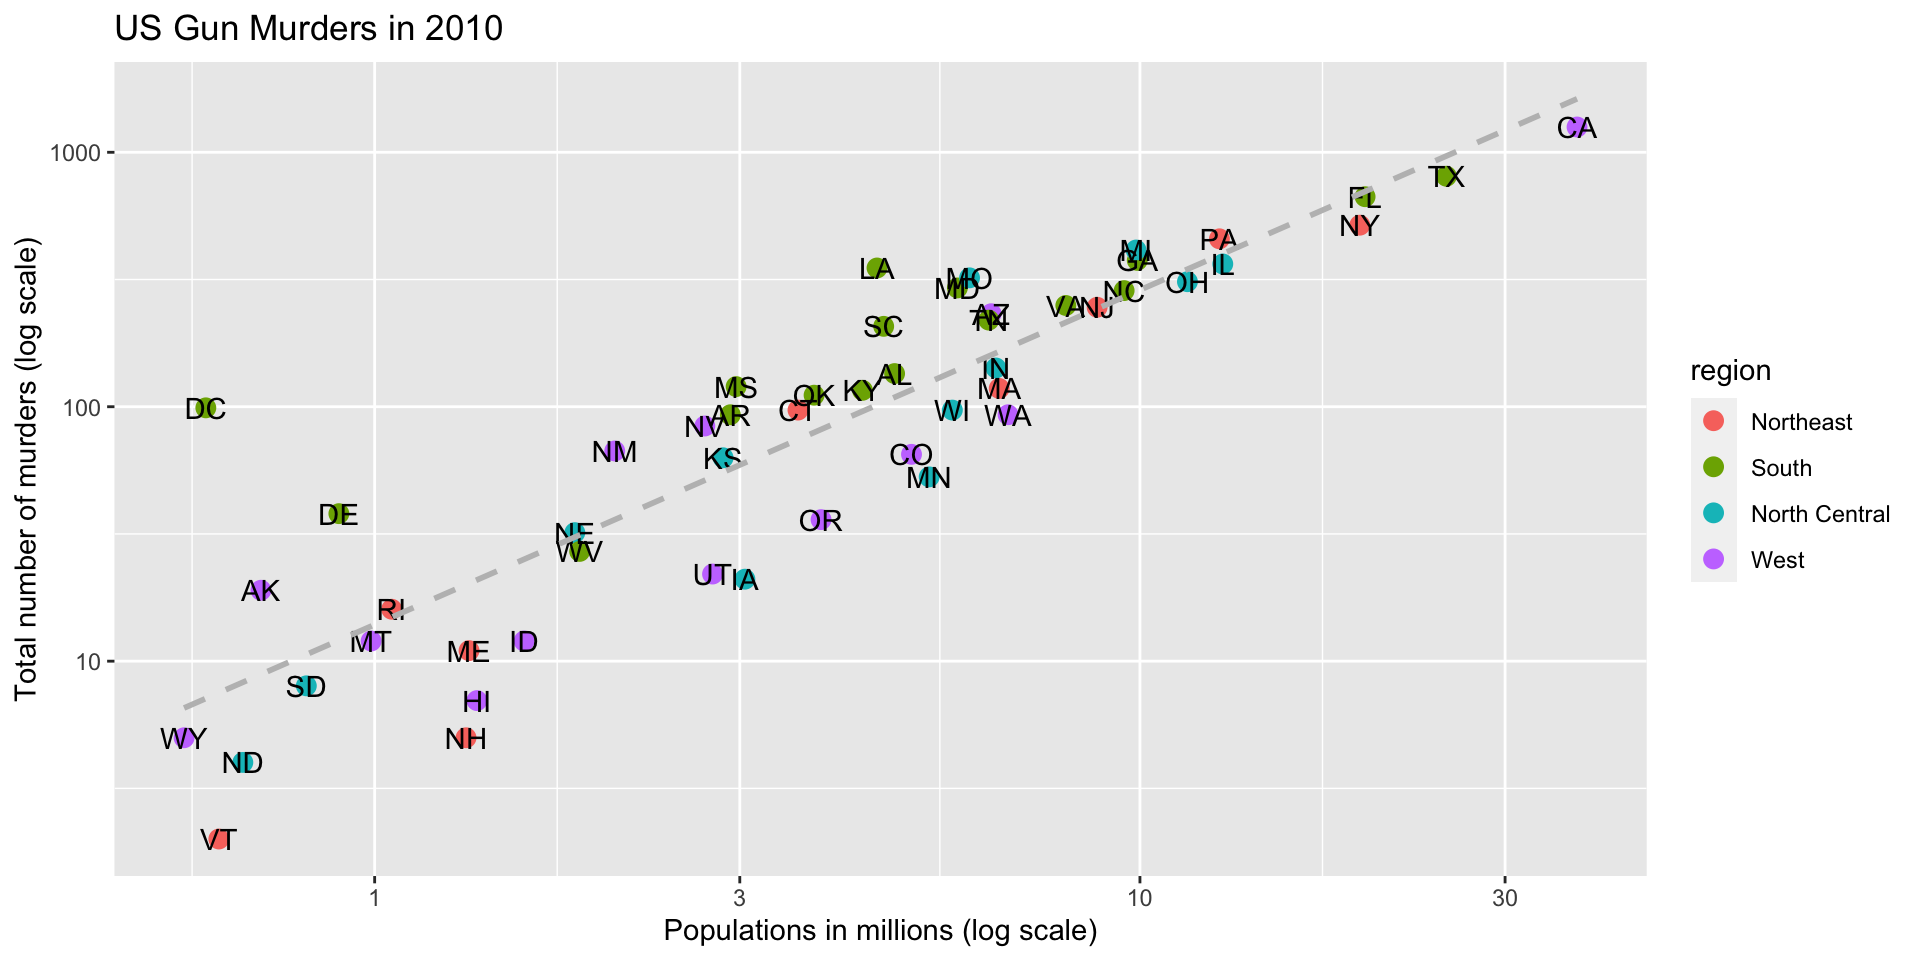 US Gun Murders in 2010
Total number of murders (log scale)
1000
100
10
CA
TX
FL
NY
PA
MI
GA
IL
LA
MO
MD
OH
NC
VA
NJ
AZ
TN
SC
IN
AL
MS
MA
KY
OK
DC
AR
CT
WI
WA
NV
NM
KS
CO
MN
DE
OR
NE
WV
UT
IA
AK
RI
MT
ID
ME
SD
HI
WY
NH
ND
VT
1
3
10
30
Populations in millions (log scale)
region
Northeast
South
North Central
West